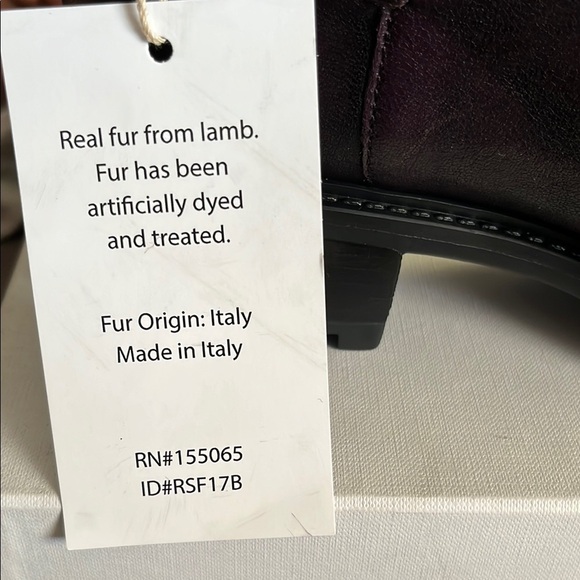 Real fur from lamb.
Fur has been
artificially dyed
and treated.
Fur Origin: Italy
Made in Italy
RN#155065
ID#RSF17B